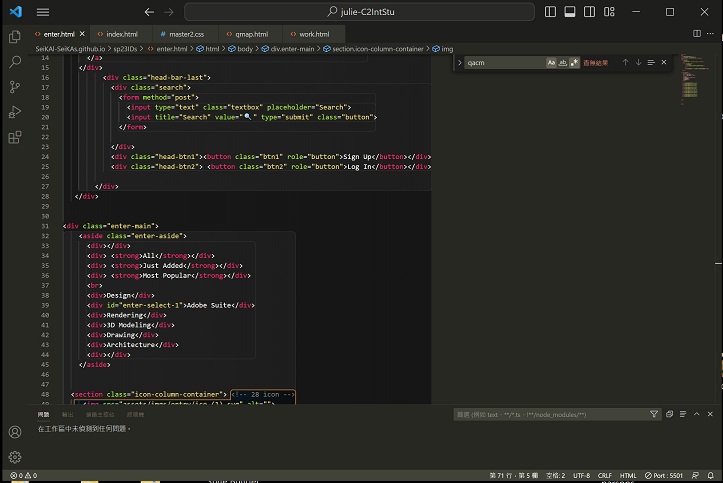 julie-C2IntStu
enter.html
index.html
master2.css
qmap.html
work.html
SeiKAI-SeiKAs.github.io > sp23IDs > enter.html > html > body > div.enter-main > section.icon-column-container > img
qacm
Aa
ab
查無結果
14 </a>
15 </div>
16 <div class="head-bar-last">
17 <div class="search">
18 <form method="post">
19 <input type="text" class="textbox" placeholder="Search">
20 <input title="Search" value="🔍" type="submit" class="button">
21 </form>
22
23 </div>
24 <div class="head-btn1"><button class="btn1" role="button">Sign Up</button></div>
25 <div class="head-btn2"> <button class="btn2" role="button">Log In</button></div>
26
27 </div>
28 </div>
29
30
31 <div class="enter-main">
32 <aside class="enter-aside">
33 <div></div>
34 <div> <strong>All</strong></div>
35 <div> <strong>Just Added</strong></div>
36 <div> <strong>Most Popular</strong></div>
37 <br>
38 <div>Design</div>
39 <div id="enter-select-1">Adobe Suite</div>
40 <div>Rendering</div>
41 <div>3D Modeling</div>
42 <div>Drawing</div>
43 <div>Architecture</div>
44 <div></div>
45 </aside>
46
47
48 <section class="icon-column-container"> <!-- 28 icon -->
問題 輸出
篩選 (例如 text、**/*.ts、!**/node_modules/**)
在工作區中未偵測到任何問題。
0 0
第 71 行，第 5 欄 空格: 2 UTF-8 CRLF HTML Port : 5501